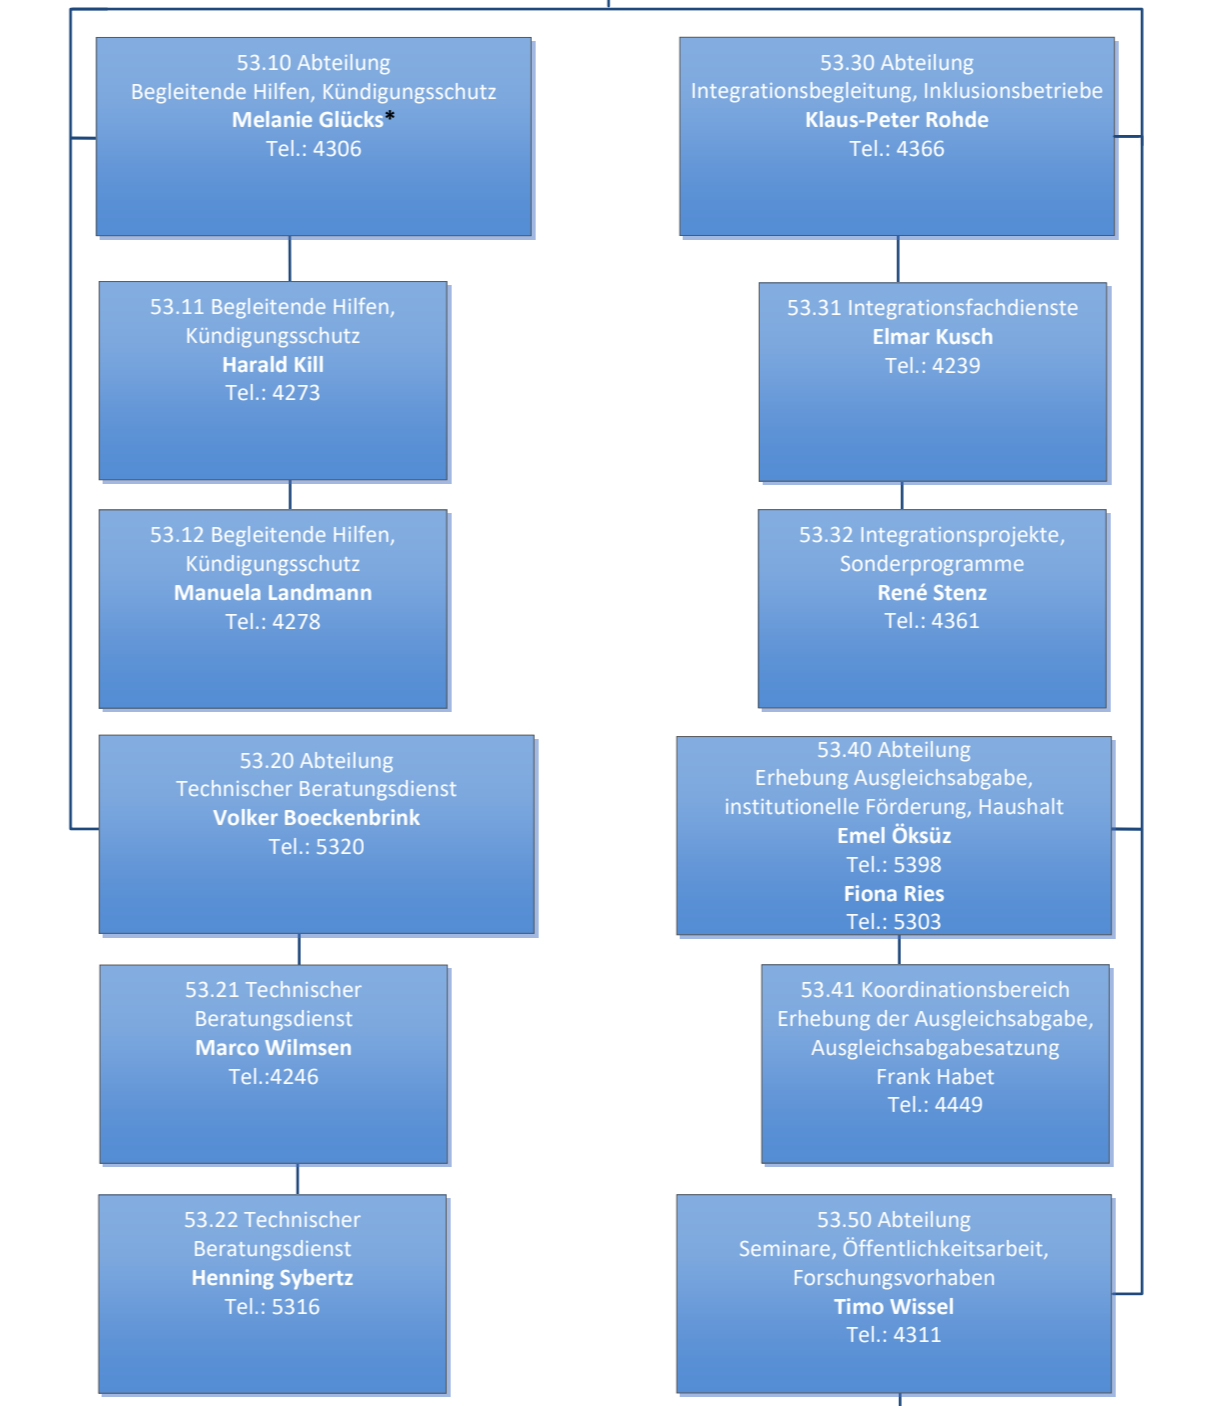 53.10 Abteilung
Begleitende Hilfen, Kündigungsschutz
Melanie Glücks*
Tel.: 4306
53.11 Begleitende Hilfen,
Kündigungsschutz
Harald Kill
Tel.: 4273
53.12 Begleitende Hilfen,
Kündigungsschutz
Manuela Landmann
Tel.: 4278
53.20 Abteilung
Technischer Beratungsdienst
Volker Boeckenbrink
Tel.: 5320
53.21 Technischer
Beratungsdienst
Marco Wilmsen
Tel.:4246
53.22 Technischer
Beratungsdienst
Henning Sybertz
Tel.: 5316
53.30 Abteilung
Integrationsbegleitung, Inklusionsbetriebe
Klaus-Peter Rohde
Tel.: 4366
53.31 Integrationsfachdienste
Elmar Kusch
Tel.: 4239
53.32 Integrationsprojekte,
Sonderprogramme
René Stenz
Tel.: 4361
53.40 Abteilung
Erhebung Ausgleichsabgabe,
institutionelle Förderung, Haushalt
Emel Öksüz
Tel.: 5398
Fiona Ries
Tel.: 5303
53.41 Koordinationsbereich
Erhebung der Ausgleichsabgabe,
Ausgleichsabgabesatzung
Frank Habet
Tel.: 4449
53.50 Abteilung
Seminare, Öffentlichkeitsarbeit,
Forschungsvorhaben
Timo Wissel
Tel.: 4311